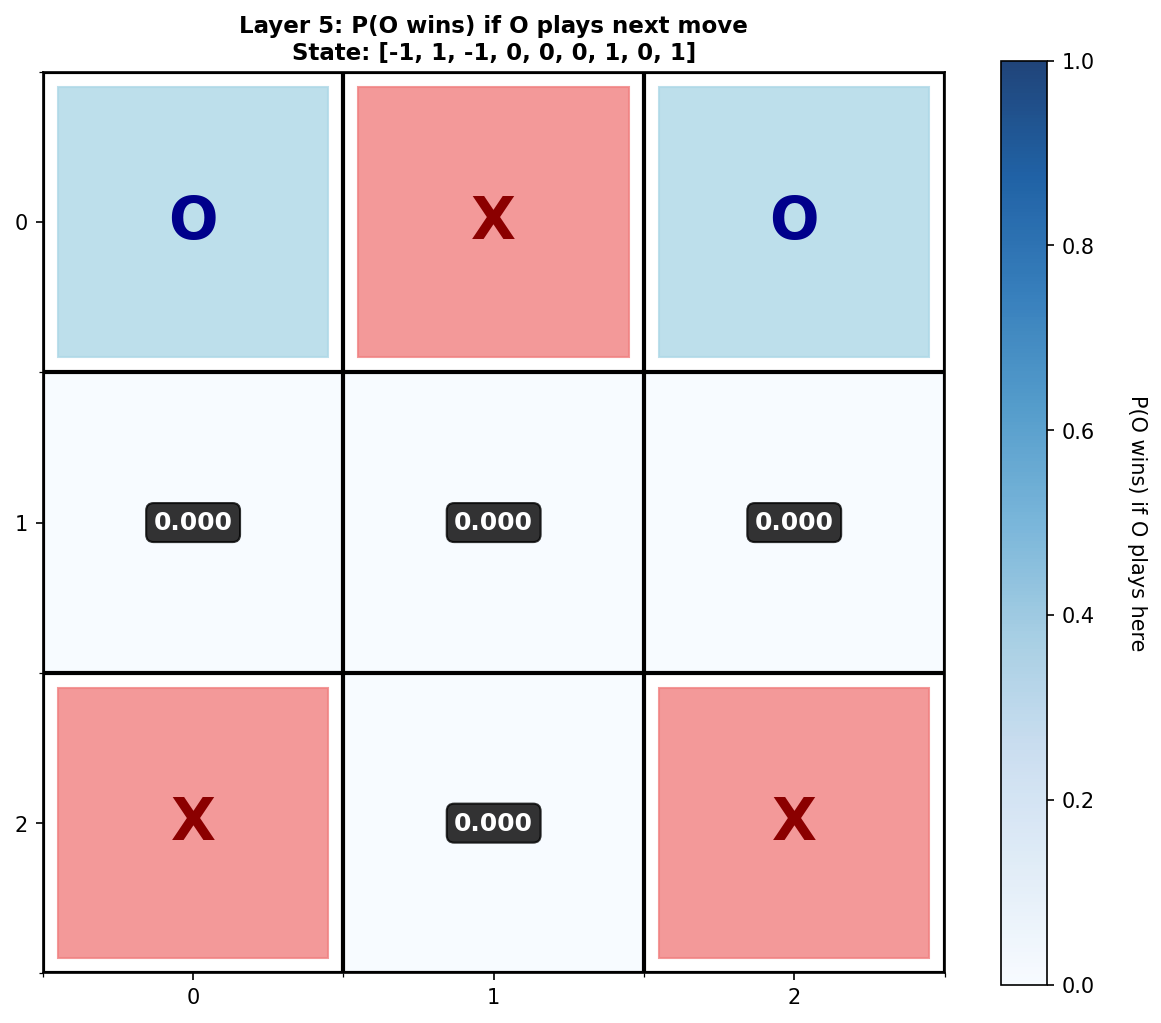 Layer 5: P(O wins) if O plays next move
State: [-1, 1, -1, 0, 0, 0, 1, 0, 1]
O X O
0.000 0.000 0.000
X 0.000 X
0
1
2
0 1 2
1.0
0.8
0.6
0.4
0.2
0.0
P(O wins) if O plays here